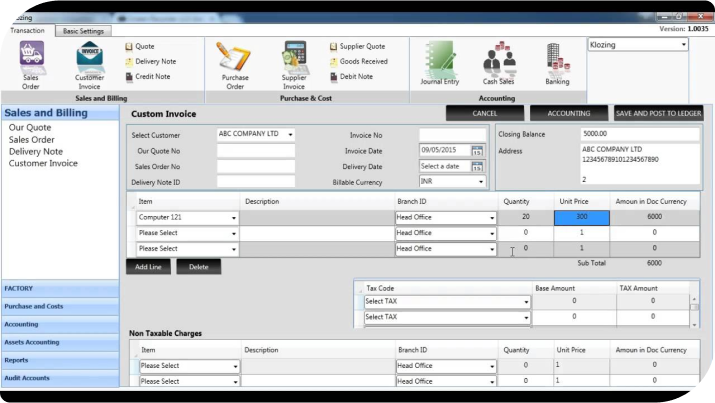 Klozing
Transaction Basic Settings Version: 1.0035
Sales Order
Customer Invoice
Quote
Delivery Note
Credit Note
Sales and Billing
Purchase Order
Supplier Invoice
Supplier Quote
Goods Received
Debit Note
Purchase & Cost
Journal Entry
Cash Sales
Banking
Accounting
Klozing
Sales and Billing
Our Quote
Sales Order
Delivery Note
Customer Invoice
FACTORY
Purchase and Costs
Accounting
Assets Accounting
Reports
Audit Accounts
Custom Invoice CANCEL ACCOUNTING SAVE AND POST TO LEDGER
Select Customer ABC COMPANY LTD Invoice No
Our Quote No Invoice Date 09/05/2015 15
Sales Order No Delivery Date Select a date 15
Delivery Note ID Billable Currency INR
Closing Balance 5000.00
Address ABC COMPANY LTD
123456789101234567890
2
Item Description Branch ID Quantity Unit Price Amoun in Doc Currency
Computer 121 Head Office 20 300 6000
Please Select Head Office 0 1 0
Please Select Head Office 0 1 0
Add Line Delete Sub Total 6000
Tax Code Base Amount TAX Amount
Select TAX 0 0
Select TAX 0 0
Non Taxable Charges
Item Description Branch ID Quantity Unit Price Amoun in Doc Currency
Please Select Head Office 0 1 0
Please Select Head Office 0 1 0